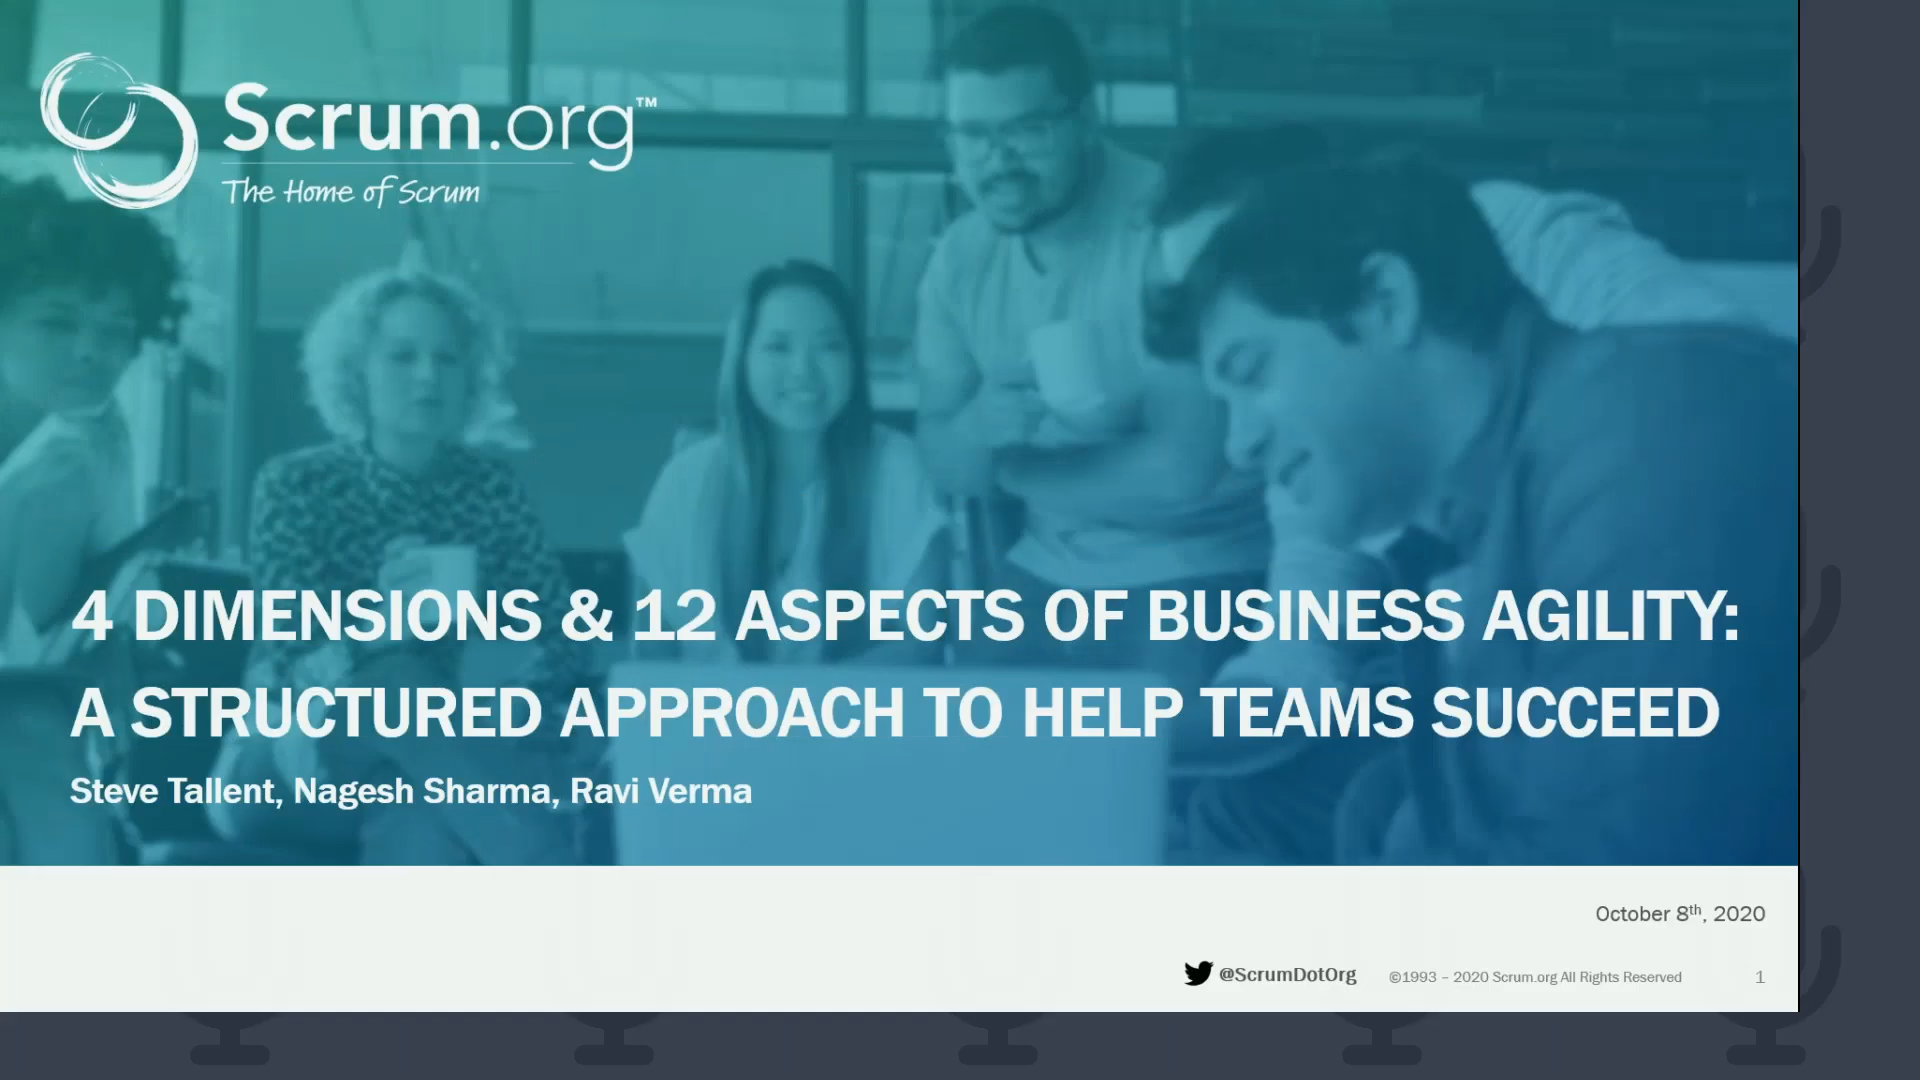 Scrum.org™
The Home of Scrum
4 DIMENSIONS & 12 ASPECTS OF BUSINESS AGILITY:
A STRUCTURED APPROACH TO HELP TEAMS SUCCEED
Steve Tallent, Nagesh Sharma, Ravi Verma
October 8th, 2020
@ScrumDotOrg ©1993 – 2020 Scrum.org All Rights Reserved 1